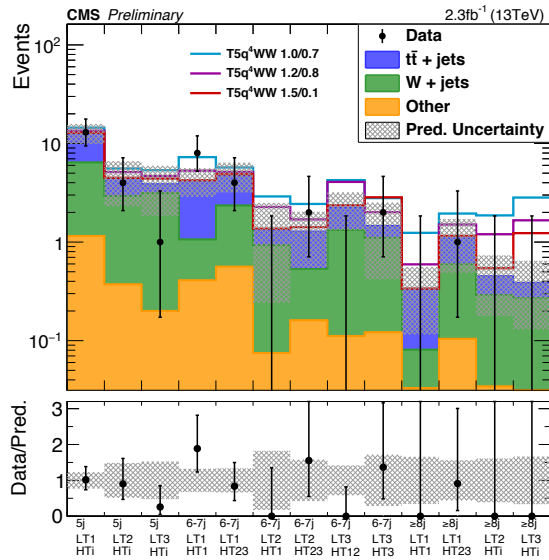 CMS Preliminary 2.3fb⁻¹ (13TeV)
Events
10²
10
1
10⁻¹
T5q⁴WW 1.0/0.7
T5q⁴WW 1.2/0.8
T5q⁴WW 1.5/0.1
Data
tt̄ + jets
W + jets
Other
Pred. Uncertainty
Data/Pred.
3
2
1
0
5j 5j 5j 6-7j 6-7j 6-7j 6-7j 6-7j 6-7j ≥8j ≥8j ≥8j ≥8j
LT1 LT2 LT3 LT1 LT1 LT2 LT2 LT3 LT3 LT1 LT1 LT2 LT3
HTi HTi HTi HT1 HT23 HT1 HT23 HT12 HT3 HT1 HT23 HTi HTi